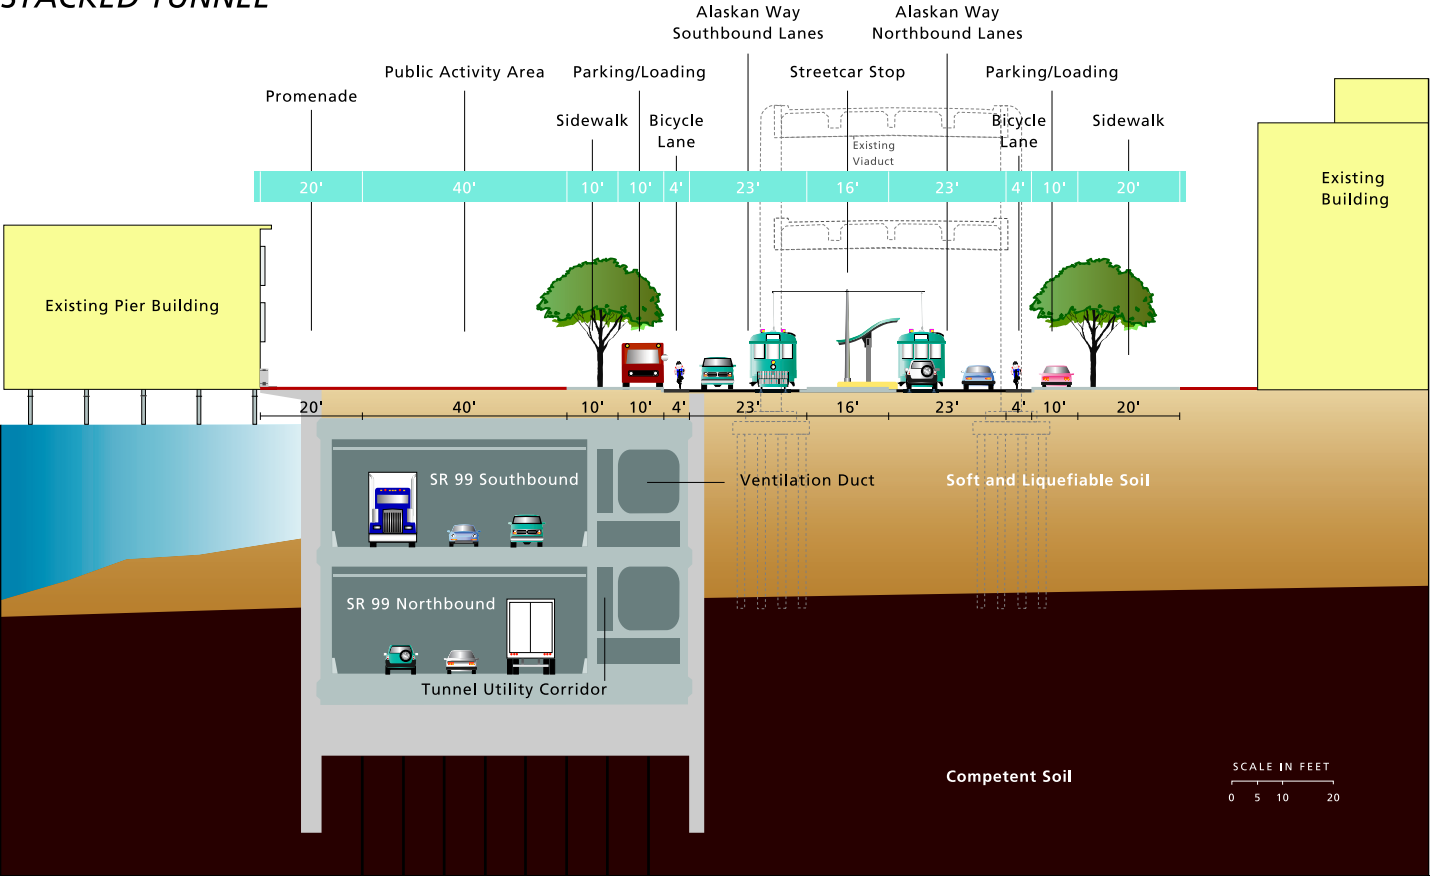 STACKED TUNNEL
Alaskan Way
Southbound Lanes
Alaskan Way
Northbound Lanes
Public Activity Area
Parking/Loading
Streetcar Stop
Parking/Loading
Promenade
Sidewalk
Bicycle
Lane
Bicycle
Lane
Sidewalk
Existing
Viaduct
20'
40'
10'
10'
4'
23'
16'
23'
4'
10'
20'
Existing
Building
Existing Pier Building
20'
40'
10'
10'
4'
23'
16'
23'
4'
10'
20'
SR 99 Southbound
Ventilation Duct
Soft and Liquefiable Soil
SR 99 Northbound
Tunnel Utility Corridor
Competent Soil
SCALE IN FEET
0 5 10 20